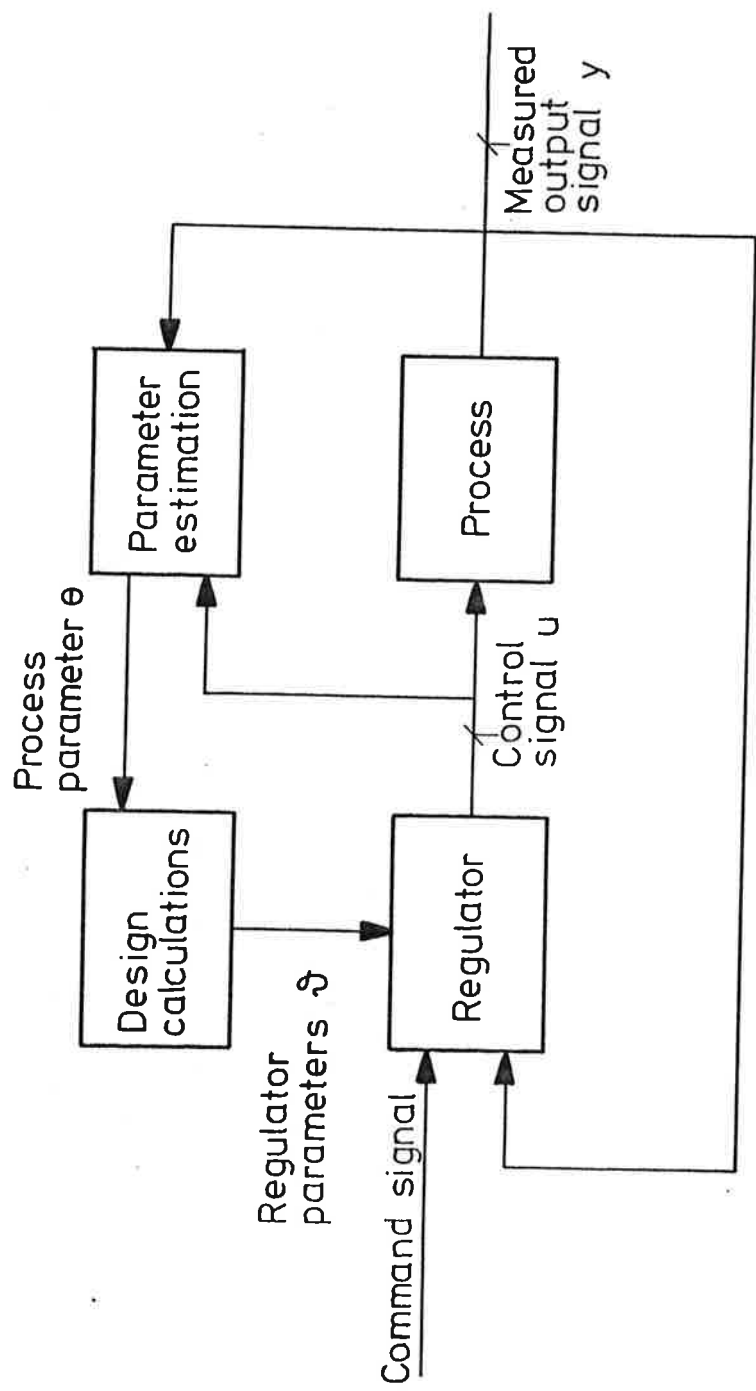 Process
parameter θ
Design
calculations
Parameter
estimation
Regulator
parameters ϑ
Command signal
Regulator
Control
signal u
Process
Measured
output
signal y